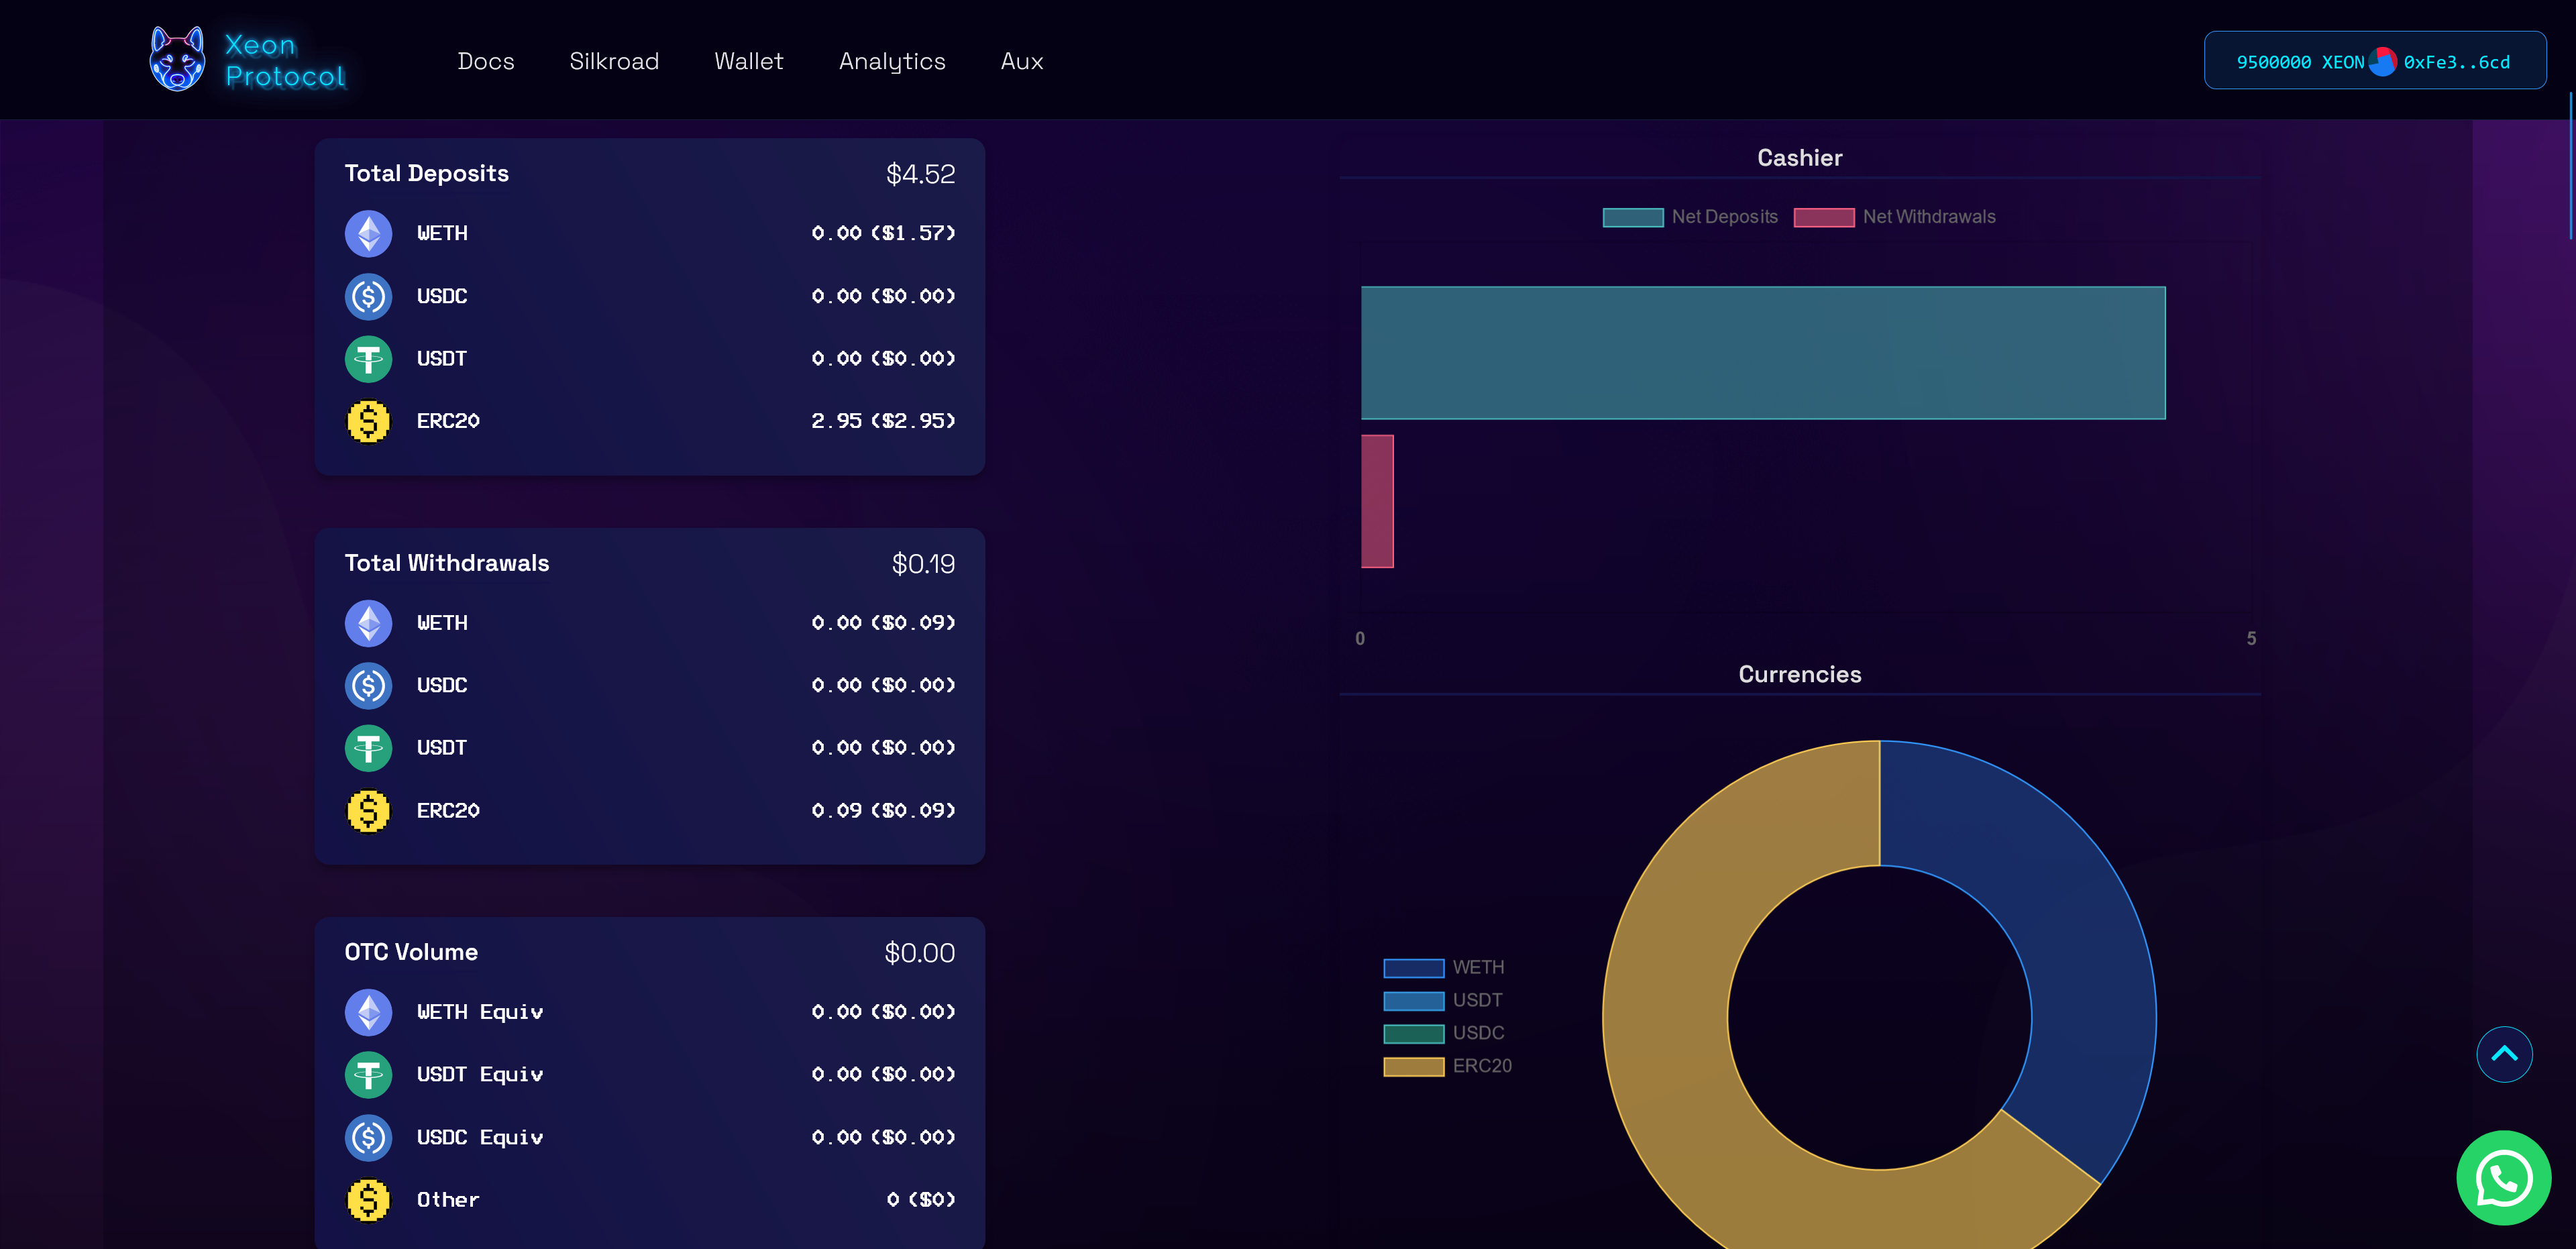 Xeon
Protocol
Docs
Silkroad
Wallet
Analytics
Aux
9500000 XEON
0xFe3..6cd
Total Deposits
$4.52
WETH
0.00 ($1.57)
USDC
0.00 ($0.00)
USDT
0.00 ($0.00)
ERC20
2.95 ($2.95)
Total Withdrawals
$0.19
WETH
0.00 ($0.09)
USDC
0.00 ($0.00)
USDT
0.00 ($0.00)
ERC20
0.09 ($0.09)
OTC Volume
$0.00
WETH Equiv
0.00 ($0.00)
USDT Equiv
0.00 ($0.00)
USDC Equiv
0.00 ($0.00)
Other
0 ($0)
Cashier
Net Deposits
Net Withdrawals
0
5
Currencies
WETH
USDT
USDC
ERC20